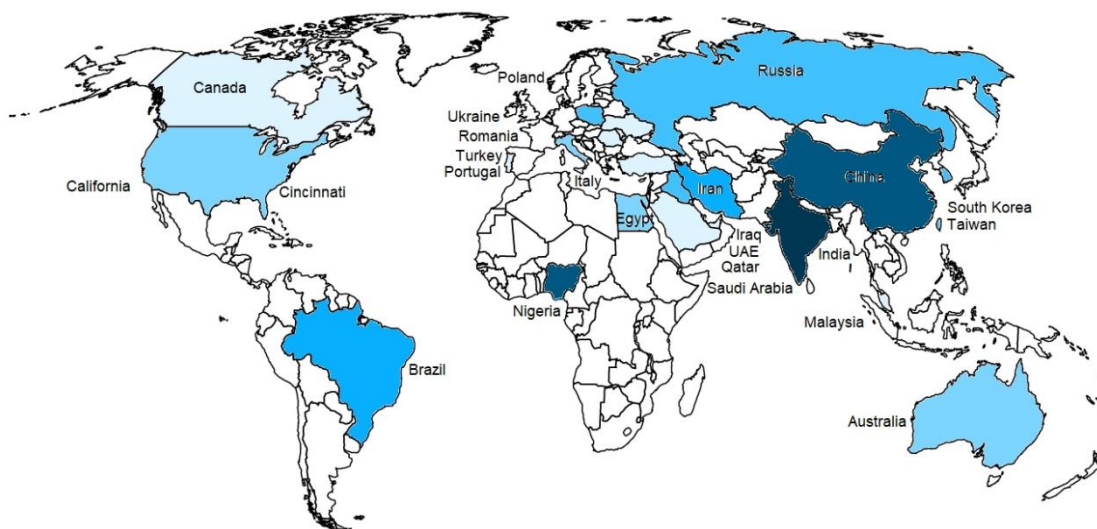 Russia
Poland
Canada
Ukraine
Romania
Turkey
Portugal
California
Cincinnati
Italy
Iran
China
South Korea
Taiwan
Egypt
Iraq
UAE
Qatar
India
Saudi Arabia
Nigeria
Malaysia
Brazil
Australia